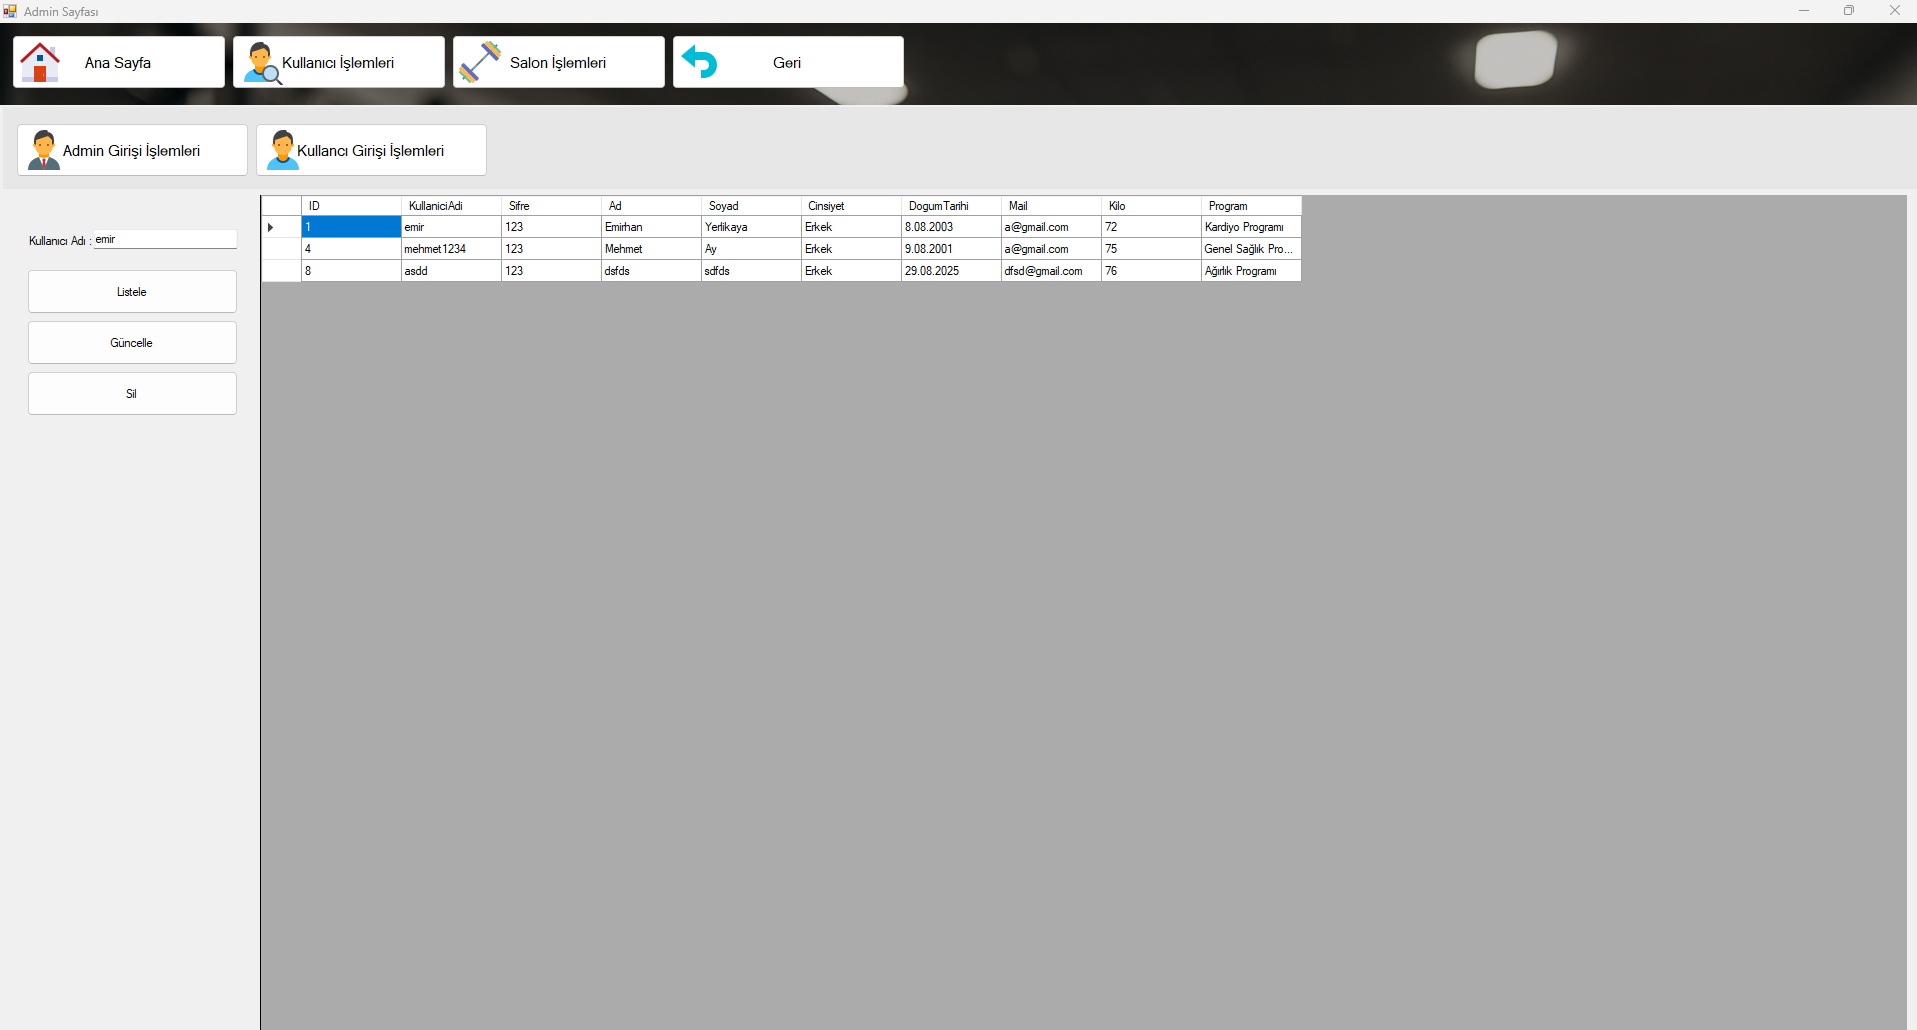 Admin Sayfası
Ana Sayfa Kullanıcı İşlemleri Salon İşlemleri Geri
Admin Girişi İşlemleri Kullancı Girişi İşlemleri
Kullanıcı Adı : emir
Listele
Güncelle
Sil
ID KullaniciAdi Sifre Ad Soyad Cinsiyet DogumTarihi Mail Kilo Program
1 emir 123 Emirhan Yerlikaya Erkek 8.08.2003 a@gmail.com 72 Kardiyo Programı
4 mehmet1234 123 Mehmet Ay Erkek 9.08.2001 a@gmail.com 75 Genel Sağlık Pro...
8 asdd 123 dsfds sdfds Erkek 29.08.2025 dfsd@gmail.com 76 Ağırlık Programı